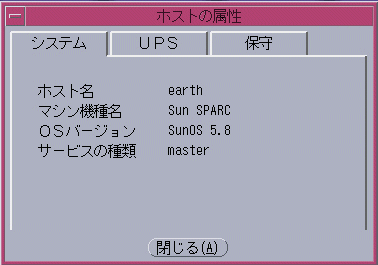 ホストの属性
システム　ＵＰＳ　保守
ホスト名　earth
マシン機種名　Sun SPARC
ＯＳバージョン　SunOS 5.8
サービスの種類　master
閉じる(A)